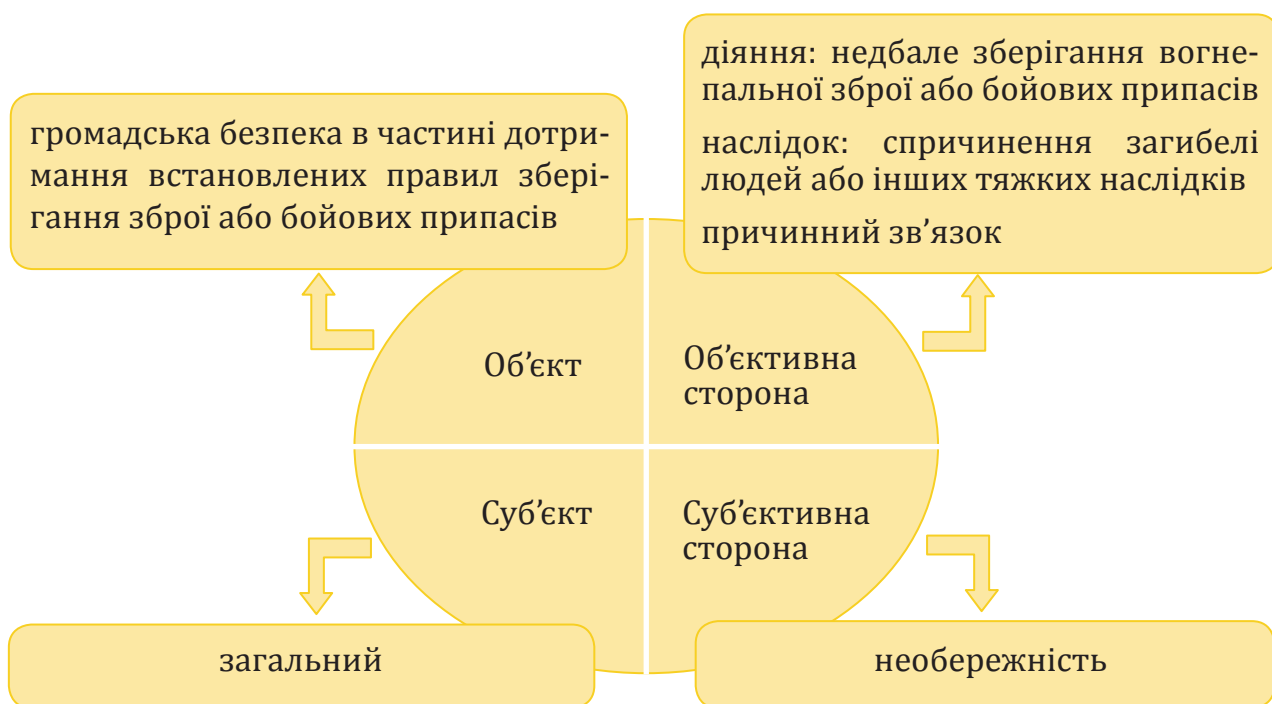 громадська безпека в частині дотри-
мання встановлених правил збері-
гання зброї або бойових припасів
діяння: недбале зберігання вогне-
пальної зброї або бойових припасів
наслідок: спричинення загибелі
людей або інших тяжких наслідків
причинний зв’язок
Об’єкт
Об’єктивна
сторона
Суб’єкт
Суб’єктивна
сторона
загальний
необережність